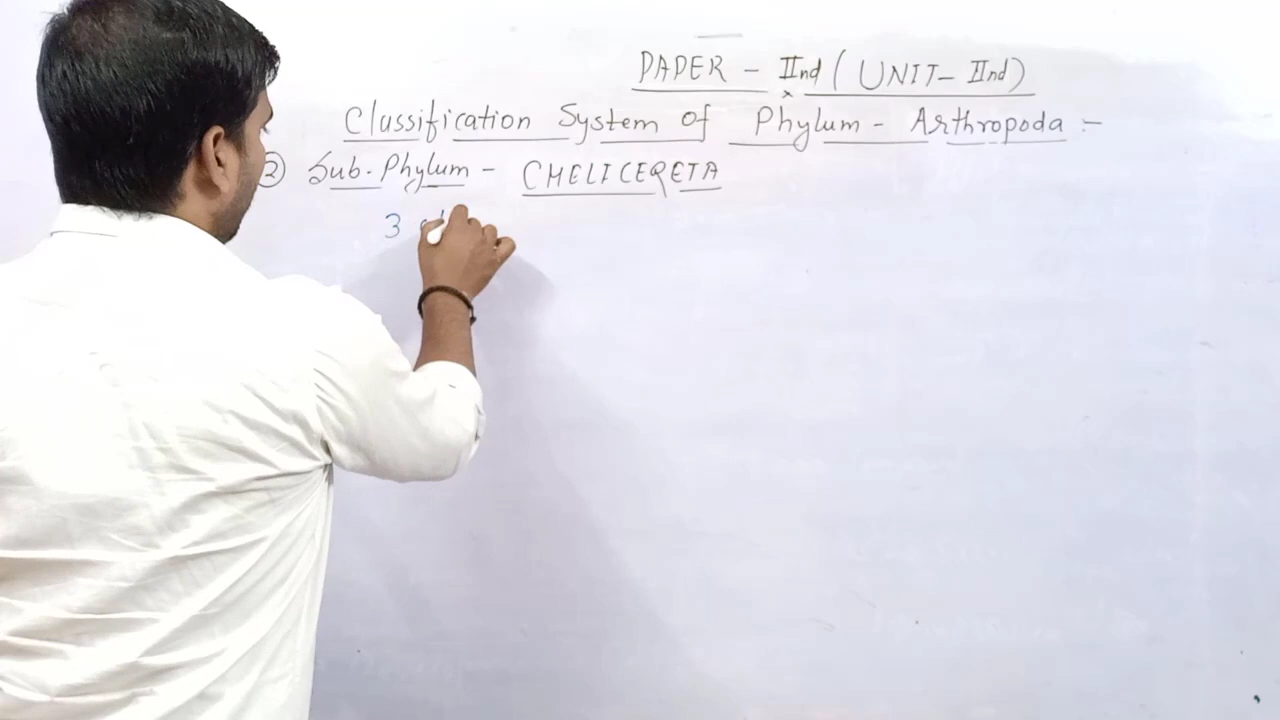 PAPER - IInd (UNIT- IInd)
Classification System of Phylum - Arthropoda :-
② Sub-Phylum - CHELICERETA
3